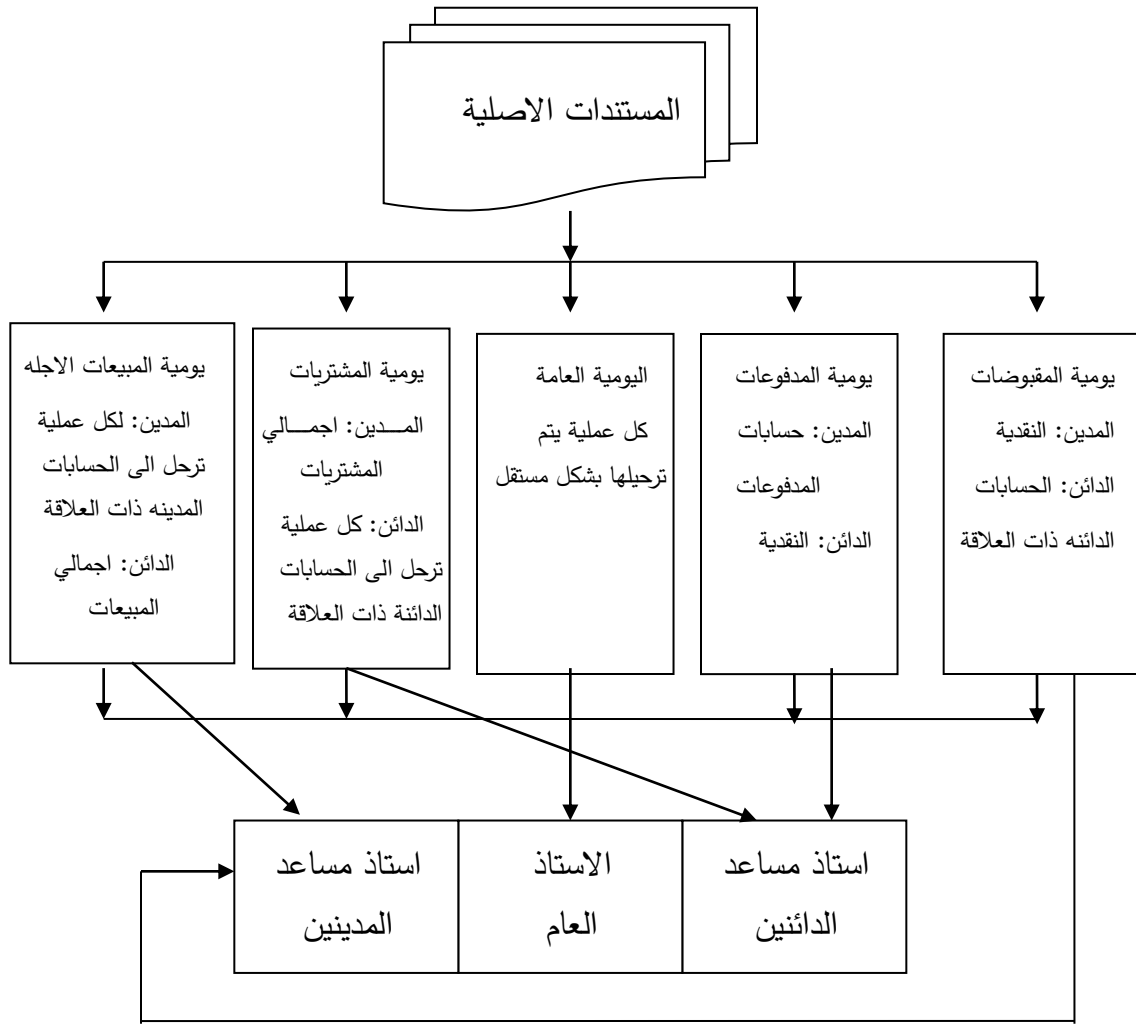 المستندات الاصلية
يومية المقبوضات
المدين: النقدية
الدائن: الحسابات
الدائنه ذات العلاقة
يومية المدفوعات
المدين: حسابات
المدفوعات
الدائن: النقدية
اليومية العامة
كل عملية يتم
ترحيلها بشكل مستقل
يومية المشتريات
المـــدين: اجمـــالي
المشتريات
الدائن: كل عملية
ترحل الى الحسابات
الدائنة ذات العلاقة
يومية المبيعات الاجله
المدين: لكل عملية
ترحل الى الحسابات
المدينه ذات العلاقة
الدائن: اجمالي
المبيعات
استاذ مساعد
الدائنين
الاستاذ
العام
استاذ مساعد
المدينين